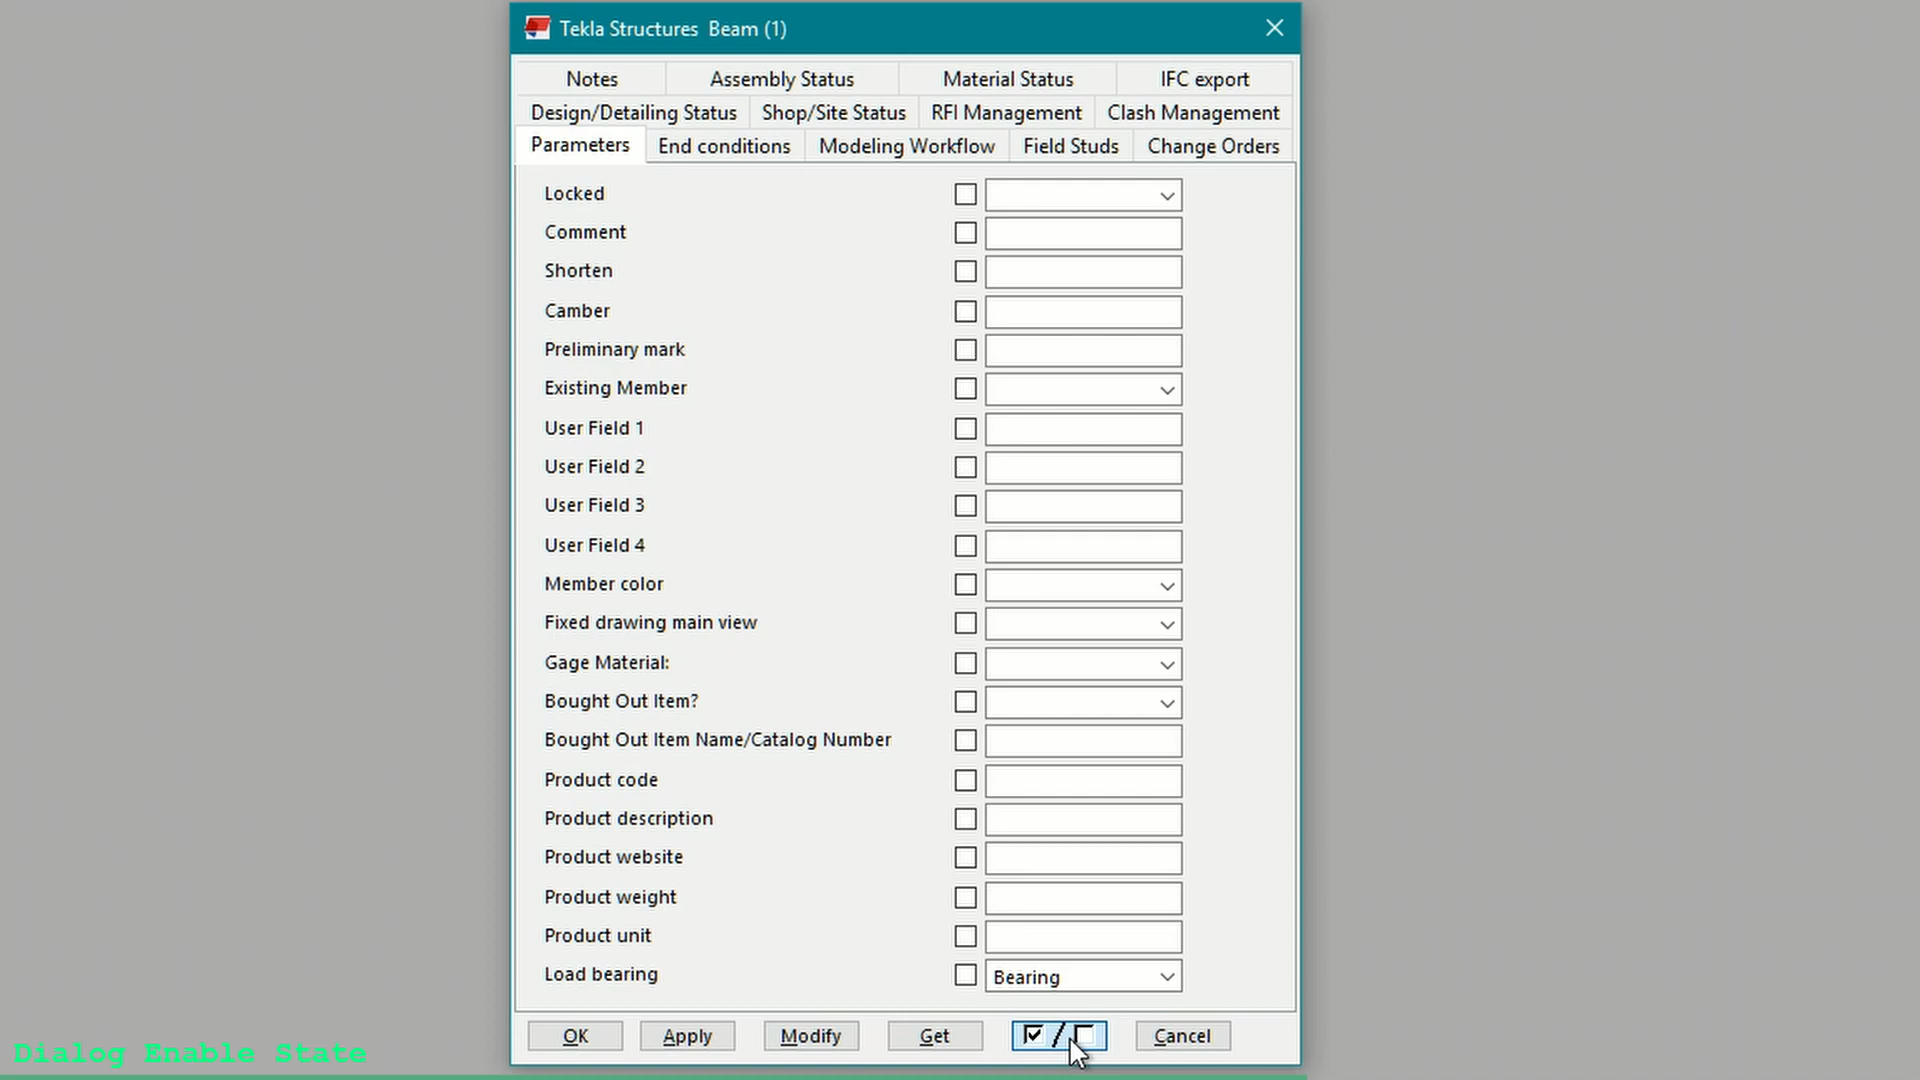 Tekla Structures Beam (1)
Notes Assembly Status Material Status IFC export
Design/Detailing Status Shop/Site Status RFI Management Clash Management
Parameters End conditions Modeling Workflow Field Studs Change Orders
Locked
Comment
Shorten
Camber
Preliminary mark
Existing Member
User Field 1
User Field 2
User Field 3
User Field 4
Member color
Fixed drawing main view
Gage Material:
Bought Out Item?
Bought Out Item Name/Catalog Number
Product code
Product description
Product website
Product weight
Product unit
Load bearing Bearing
OK Apply Modify Get / Cancel
Dialog Enable State